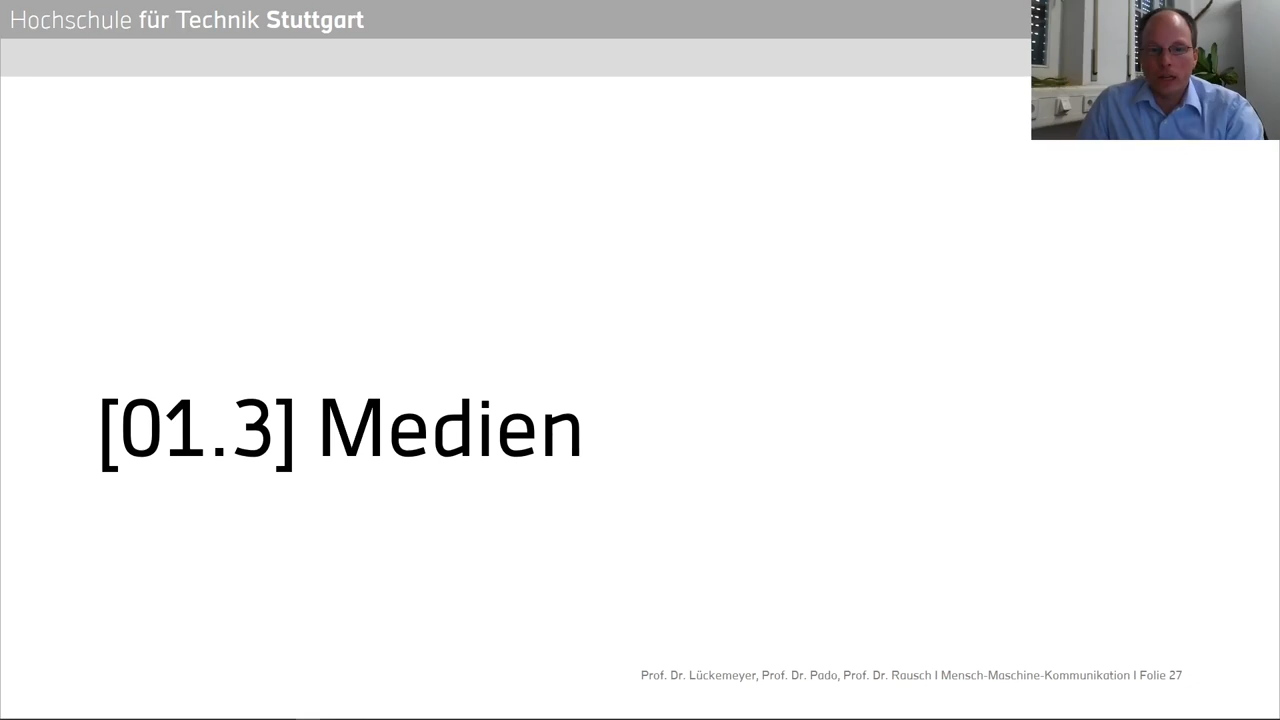 Hochschule für Technik Stuttgart
[01.3] Medien
Prof. Dr. Lückemeyer, Prof. Dr. Pado, Prof. Dr. Rausch I Mensch-Maschine-Kommunikation I Folie 27